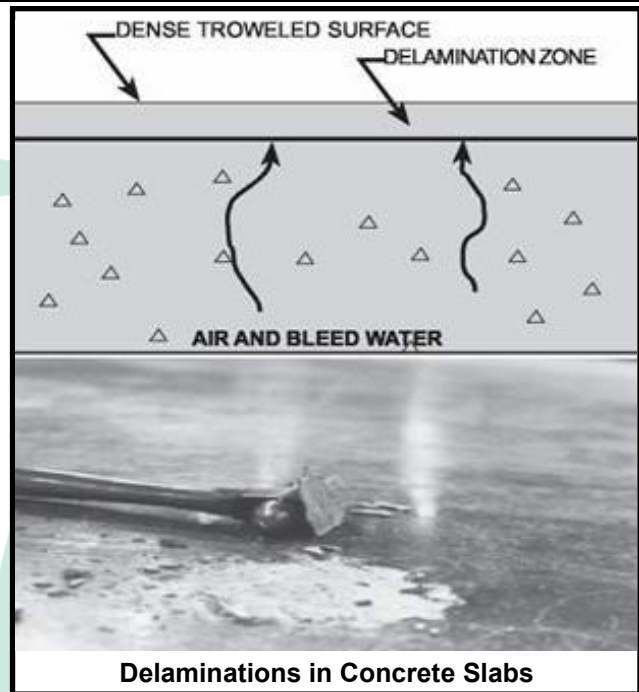 DENSE TROWELED SURFACE
DELAMINATION ZONE
AIR AND BLEED WATER
Delaminations in Concrete Slabs